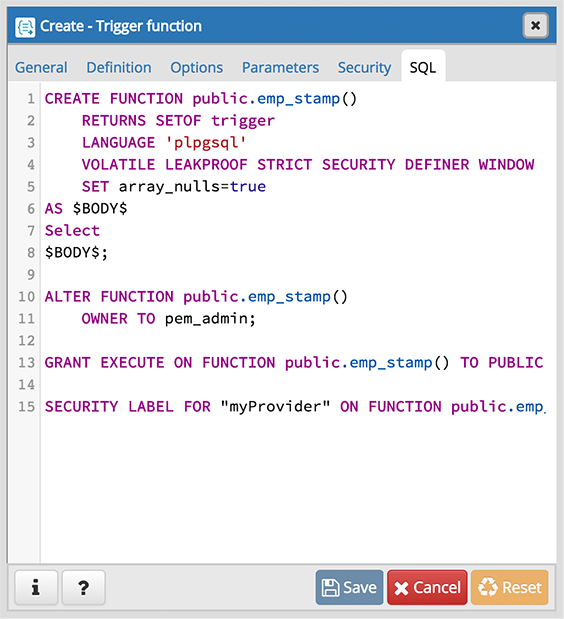 Create - Trigger function
General Definition Options Parameters Security SQL
1 CREATE FUNCTION public.emp_stamp()
2 RETURNS SETOF trigger
3 LANGUAGE 'plpgsql'
4 VOLATILE LEAKPROOF STRICT SECURITY DEFINER WINDOW
5 SET array_nulls=true
6 AS $BODY$
7 Select
8 $BODY$;
9
10 ALTER FUNCTION public.emp_stamp()
11 OWNER TO pem_admin;
12
13 GRANT EXECUTE ON FUNCTION public.emp_stamp() TO PUBLIC
14
15 SECURITY LABEL FOR "myProvider" ON FUNCTION public.emp_
i ? Save Cancel Reset